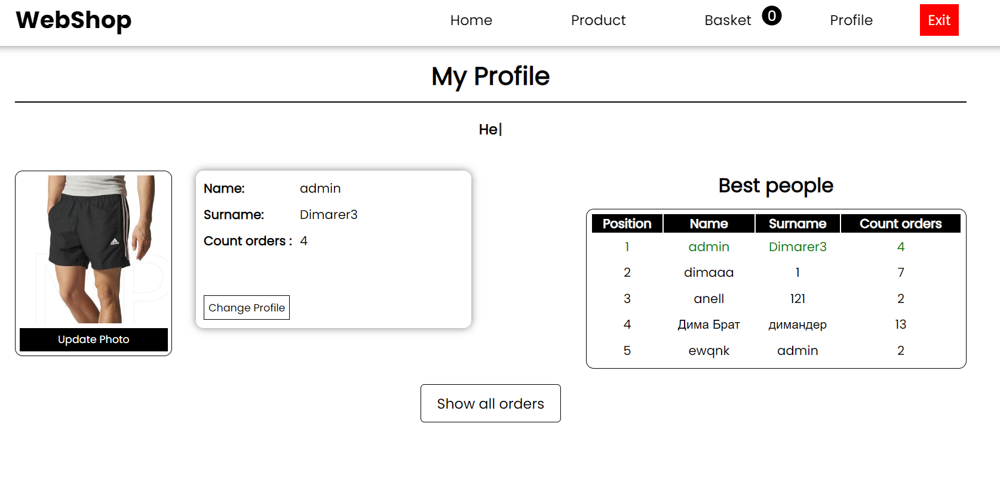 WebShop Home Product Basket 0 Profile Exit
My Profile
He|
Name: admin
Surname: Dimarer3
Count orders : 4
Change Profile
Update Photo
Best people
Position Name Surname Count orders
1 admin Dimarer3 4
2 dimaaa 1 7
3 anell 121 2
4 Дима Брат димандер 13
5 ewqnk admin 2
Show all orders